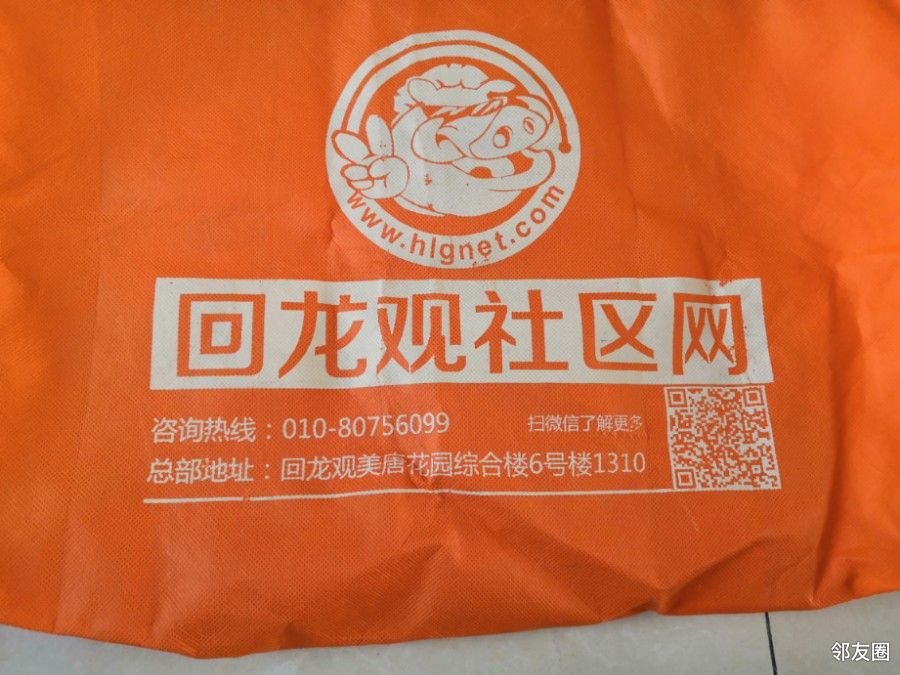 www.hlgnet.com
回龙观社区网
咨询热线：010-80756099
扫微信了解更多
总部地址：回龙观美唐花园综合楼6号楼1310
邻友圈